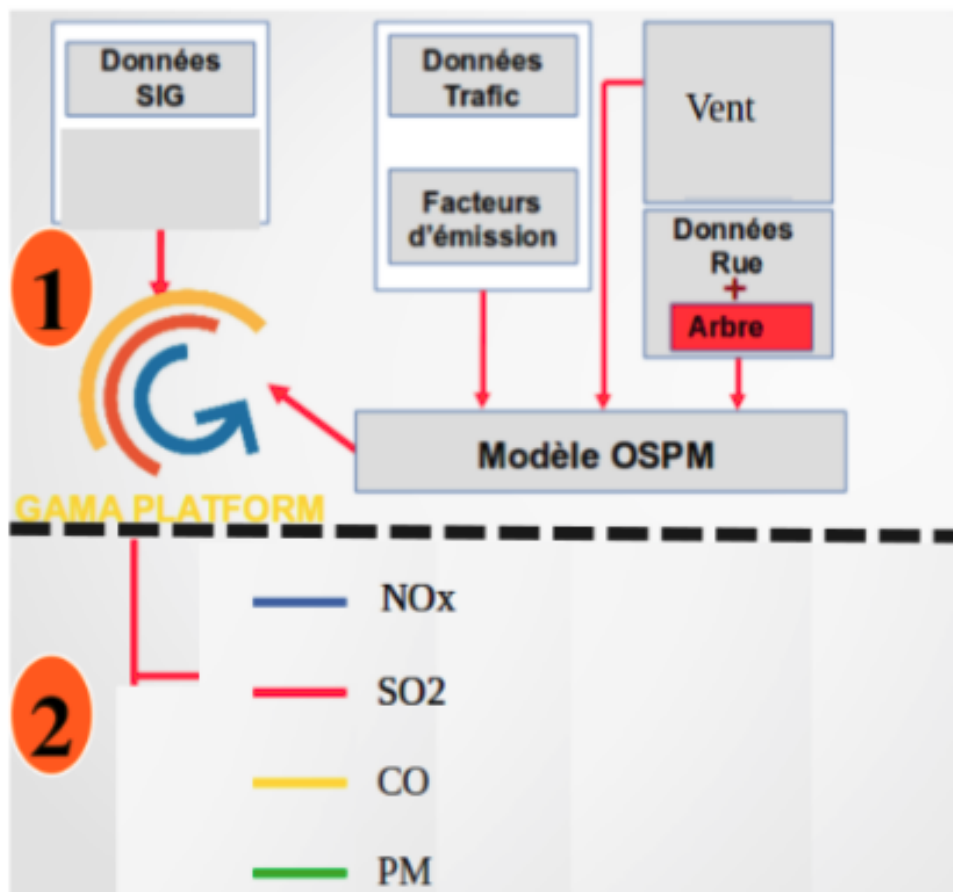 Données
SIG
Données
Trafic
Facteurs
d'émission
Vent
Données
Rue
+
Arbre
1
GAMA PLATFORM
Modèle OSPM
2
NOx
SO2
CO
PM